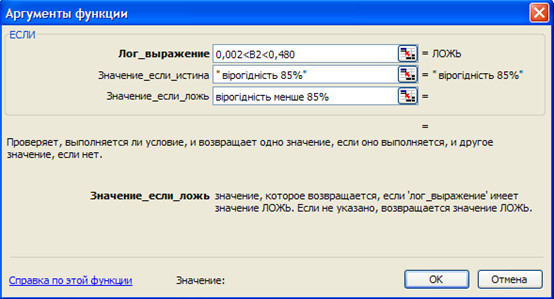 Аргументы функции
ЕСЛИ
Лог_выражение 0,002<B2<0,480 = ЛОЖЬ
Значение_если_истина " вірогідність 85%" = " вірогідність 85%"
Значение_если_ложь вірогідність менше 85% =
=
Проверяет, выполняется ли условие, и возвращает одно значение, если оно выполняется, и другое
значение, если нет.
Значение_если_ложь значение, которое возвращается, если 'лог_выражение' имеет
значение ЛОЖЬ. Если не указано, возвращается значение ЛОЖЬ.
Справка по этой функции Значение: OK Отмена